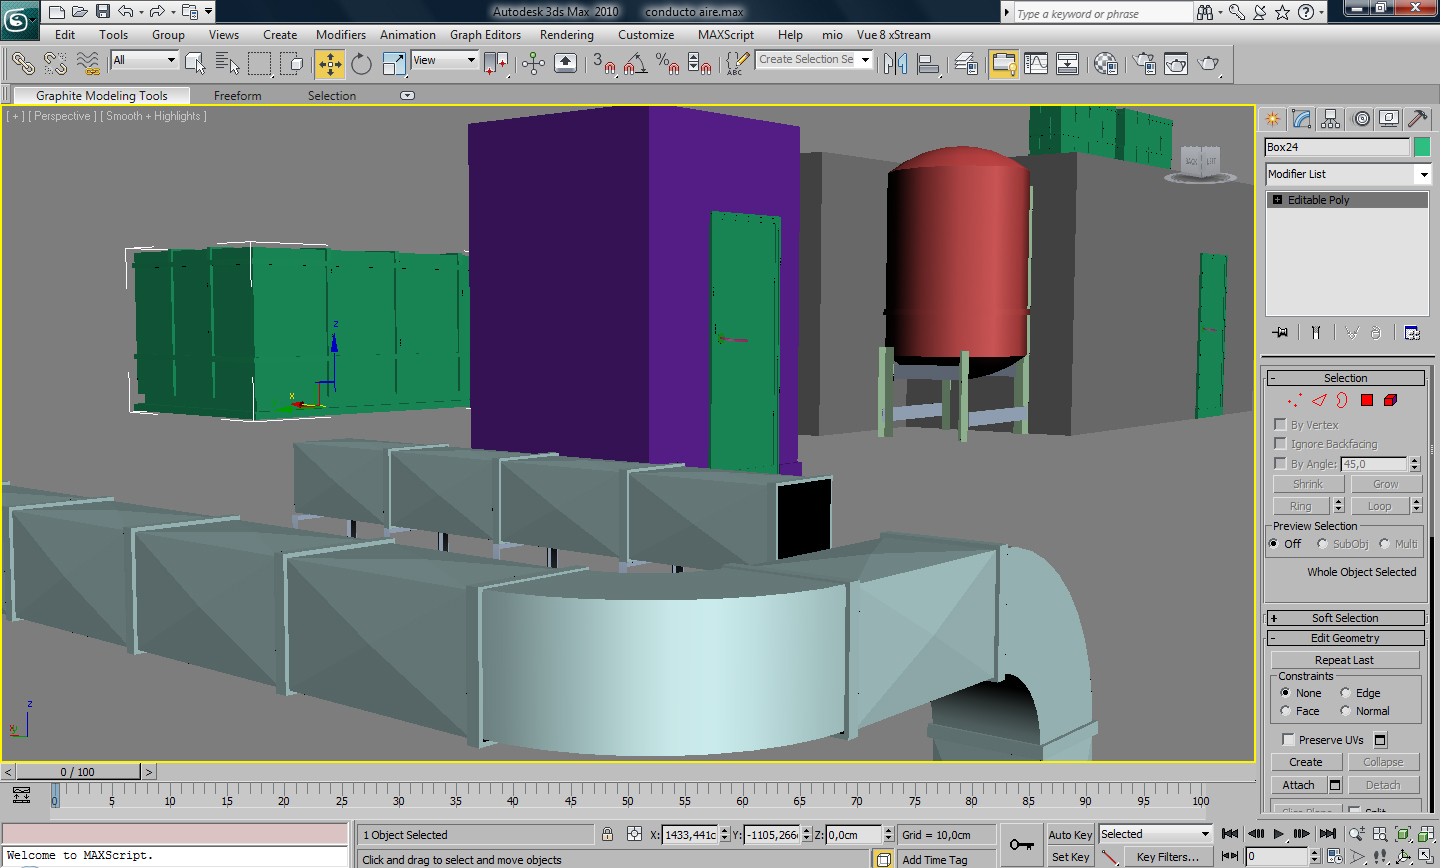 Autodesk 3ds Max 2010 conducto aire.max
Type a keyword or phrase
Edit Tools Group Views Create Modifiers Animation Graph Editors Rendering Customize MAXScript Help mio Vue 8 xStream
All View 3 ABC Create Selection Se
Graphite Modeling Tools Freeform Selection
[ + ] [ Perspective ] [ Smooth + Highlights ]
BACK LEFT
z
x
z
x y
Box24
Modifier List
Editable Poly
- Selection
By Vertex
Ignore Backfacing
By Angle: 45,0
Shrink Grow
Ring Loop
Preview Selection
Off SubObj Multi
Whole Object Selected
+ Soft Selection
- Edit Geometry
Repeat Last
Constraints
None Edge
Face Normal
Preserve UVs
Create Collapse
Attach Detach
Slice Plane Split
< 0 / 100 >
0 5 10 15 20 25 30 35 40 45 50 55 60 65 70 75 80 85 90 95 100
Welcome to MAXScript.
1 Object Selected X: 1433,441c Y: -1105,266 Z: 0,0cm Grid = 10,0cm Auto Key Selected
Click and drag to select and move objects Add Time Tag Set Key Key Filters... 0